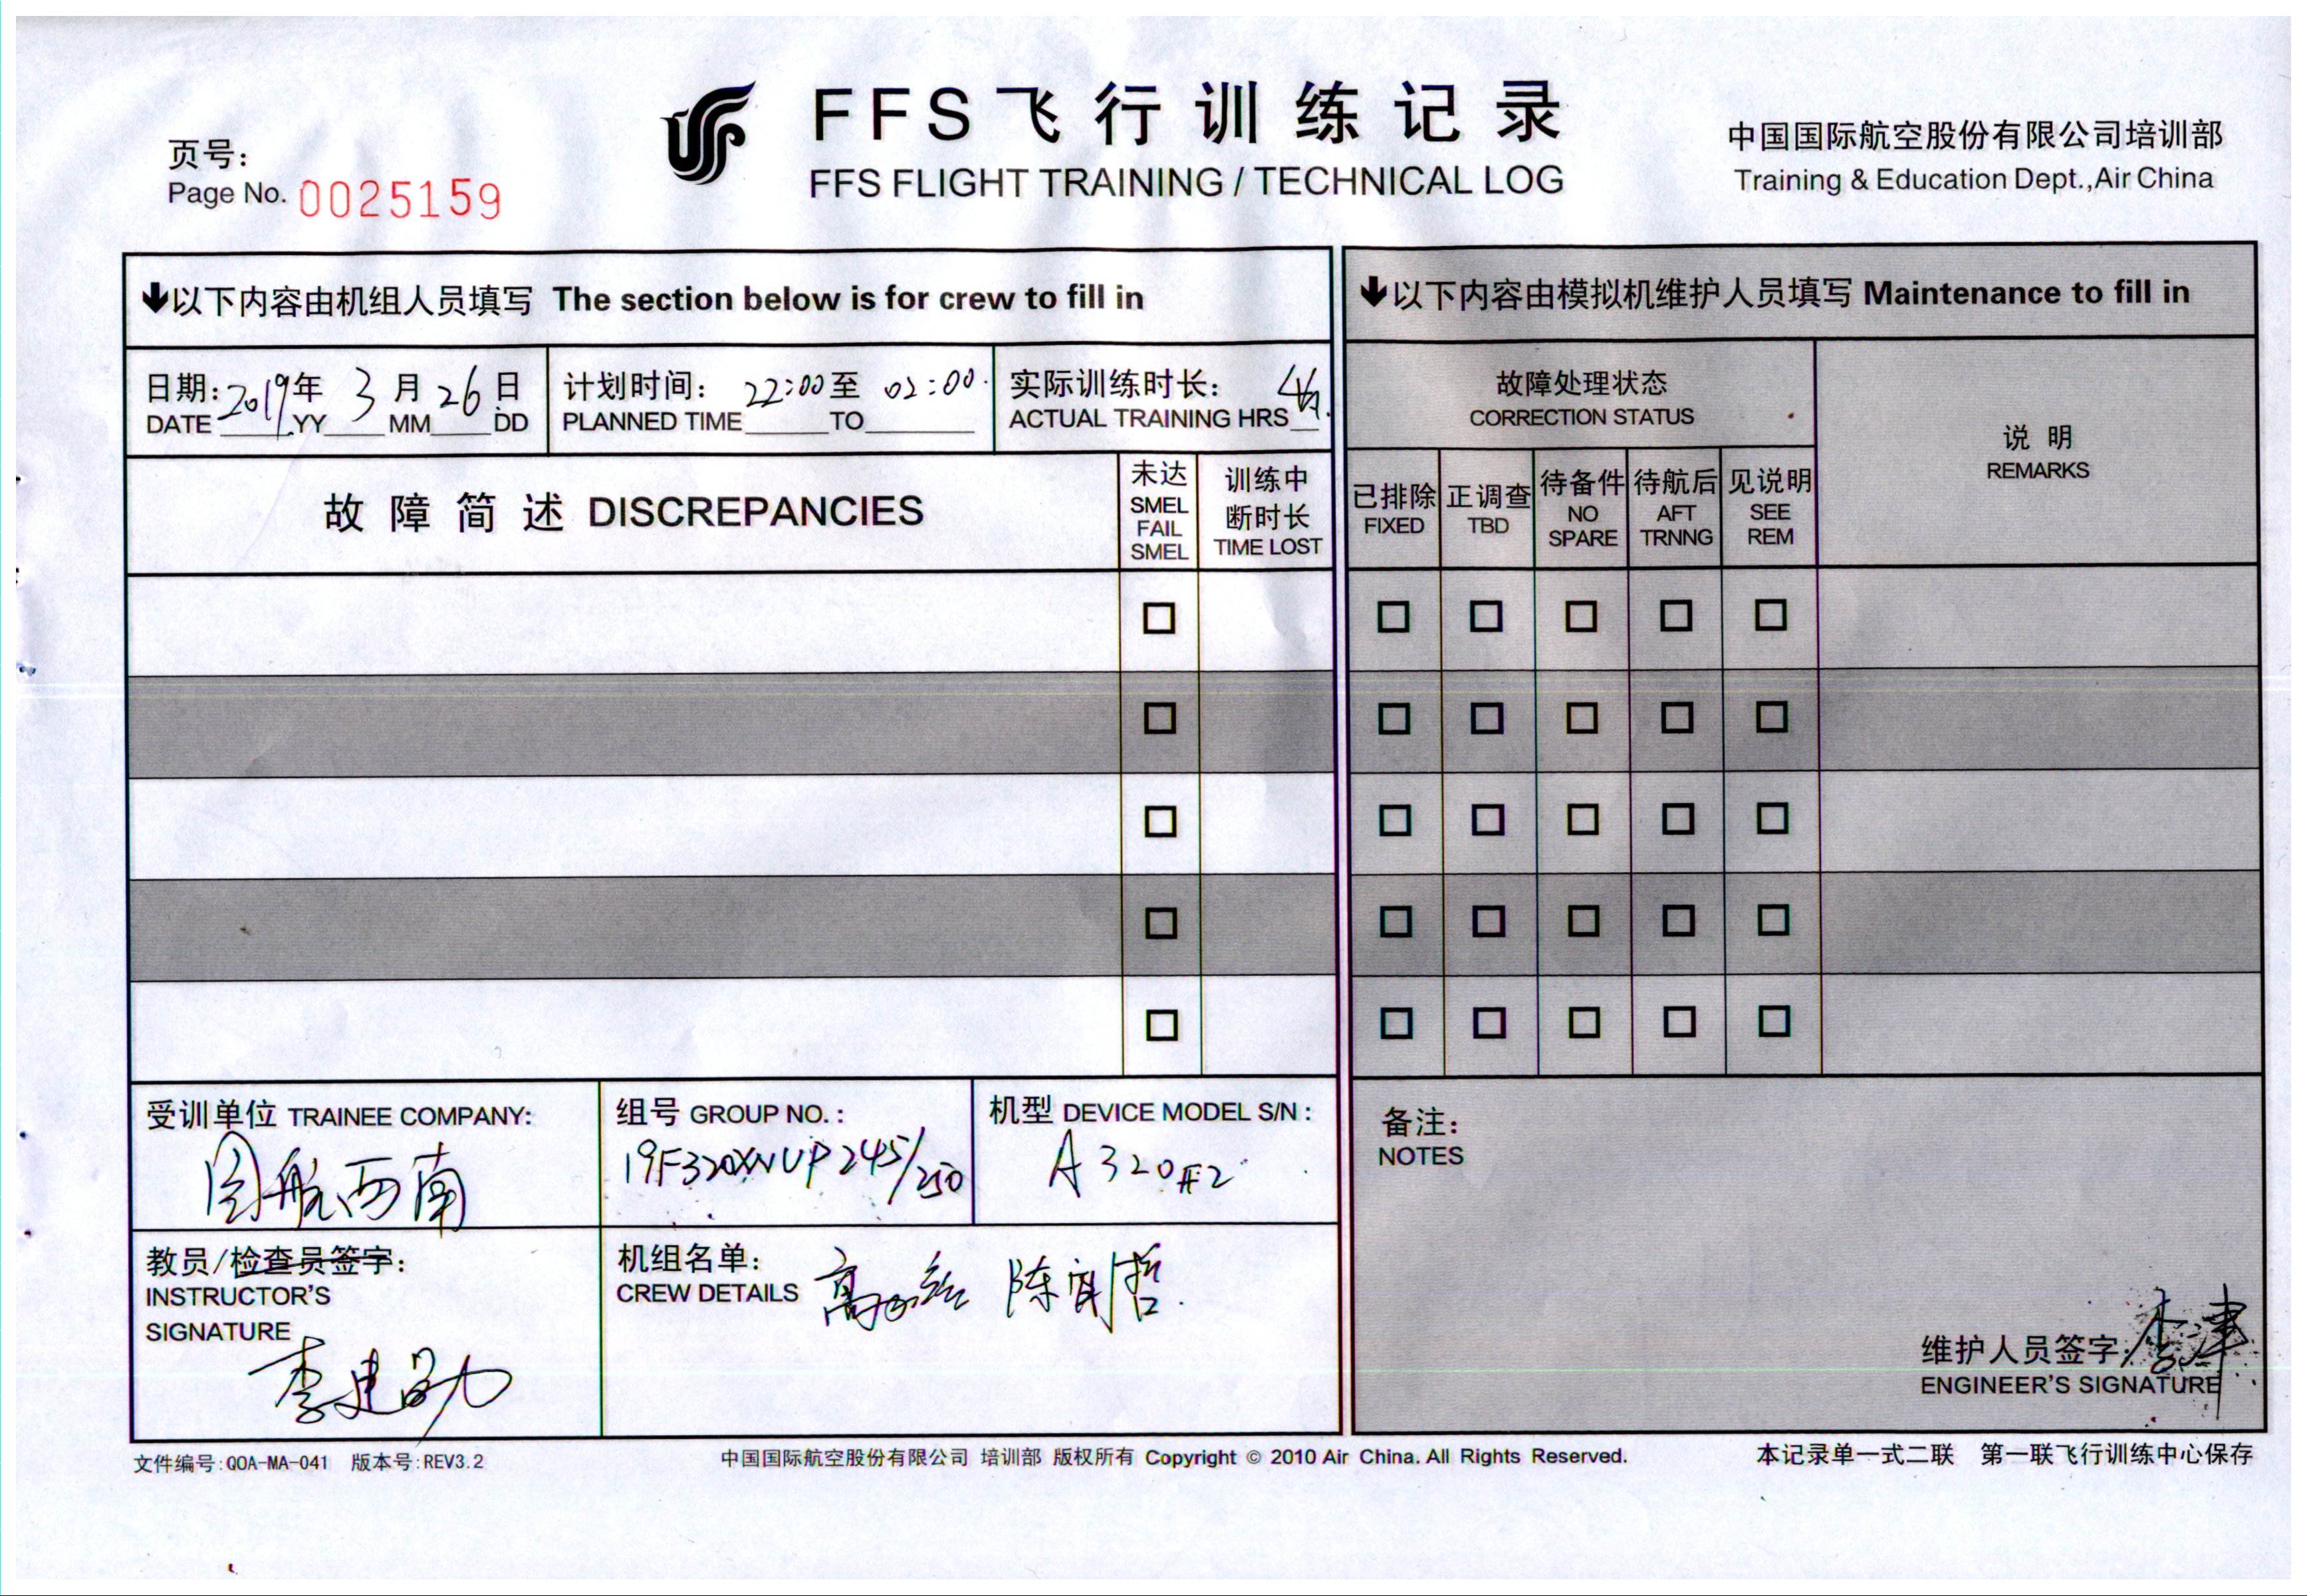 页号:
Page No. 0025159
FFS飞行训练记录
FFS FLIGHT TRAINING / TECHNICAL LOG
中国国际航空股份有限公司培训部
Training & Education Dept.,Air China
以下内容由机组人员填写 The section below is for crew to fill in
日期: 2019年 3月 26日
DATE YY MM DD
计划时间: 22:00至 02:00
PLANNED TIME TO
实际训练时长: 4h
ACTUAL TRAINING HRS
故障简述 DISCREPANCIES
未达
SMEL
FAIL
SMEL
训练中
断时长
TIME LOST
以下内容由模拟机维护人员填写 Maintenance to fill in
故障处理状态
CORRECTION STATUS
说明
REMARKS
已排除
FIXED
正调查
TBD
待备件
NO
SPARE
待航后
AFT
TRNNG
见说明
SEE
REM
受训单位 TRAINEE COMPANY:
国航西南
组号 GROUP NO. :
245/250
机型 DEVICE MODEL S/N :
A320#2
教员/检查员签字:
INSTRUCTOR'S
SIGNATURE
李建
机组名单:
CREW DETAILS 高 陈 哲
备注:
NOTES
维护人员签字: 李津
ENGINEER'S SIGNATURE
文件编号:QOA-MA-041 版本号:REV3.2
中国国际航空股份有限公司 培训部 版权所有 Copyright © 2010 Air China. All Rights Reserved.
本记录单一式二联 第一联飞行训练中心保存